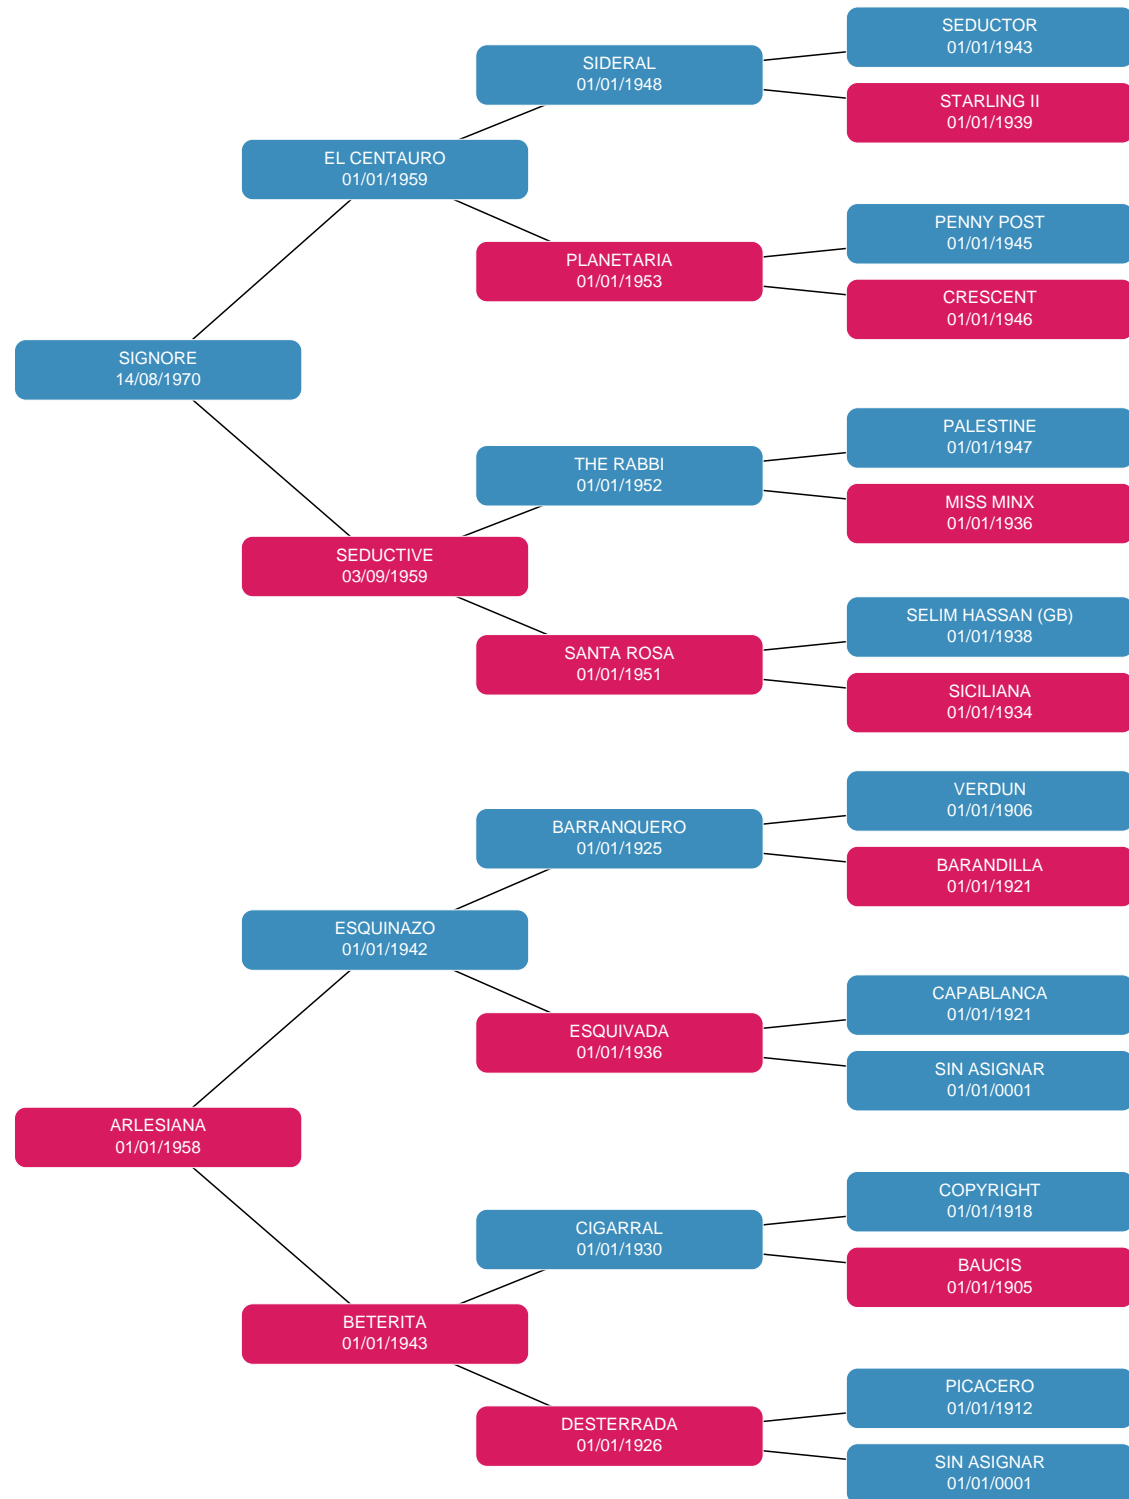 SEDUCTOR
01/01/1943
SIDERAL
01/01/1948
STARLING II
01/01/1939
EL CENTAURO
01/01/1959
PENNY POST
01/01/1945
PLANETARIA
01/01/1953
CRESCENT
01/01/1946
SIGNORE
14/08/1970
PALESTINE
01/01/1947
THE RABBI
01/01/1952
MISS MINX
01/01/1936
SEDUCTIVE
03/09/1959
SELIM HASSAN (GB)
01/01/1938
SANTA ROSA
01/01/1951
SICILIANA
01/01/1934
VERDUN
01/01/1906
BARRANQUERO
01/01/1925
BARANDILLA
01/01/1921
ESQUINAZO
01/01/1942
CAPABLANCA
01/01/1921
ESQUIVADA
01/01/1936
SIN ASIGNAR
01/01/0001
ARLESIANA
01/01/1958
COPYRIGHT
01/01/1918
CIGARRAL
01/01/1930
BAUCIS
01/01/1905
BETERITA
01/01/1943
PICACERO
01/01/1912
DESTERRADA
01/01/1926
SIN ASIGNAR
01/01/0001